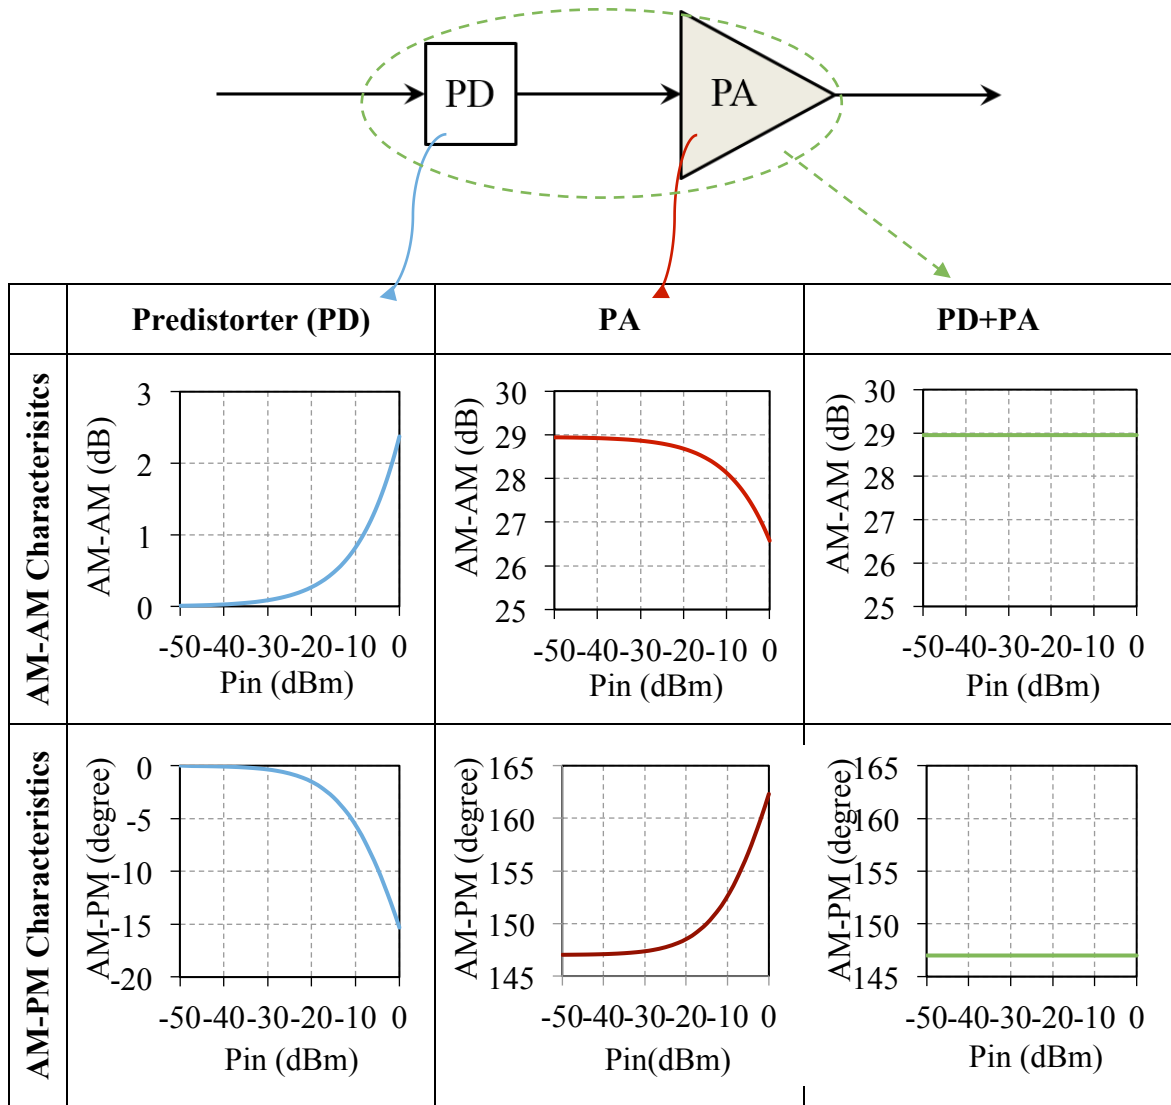 PD
PA
Predistorter (PD)
PA
PD+PA
AM-AM Characterisitcs
AM-AM (dB)
3
2
1
0
-50-40-30-20-10 0
Pin (dBm)
AM-AM (dB)
30
29
28
27
26
25
-50-40-30-20-10 0
Pin (dBm)
AM-AM (dB)
30
29
28
27
26
25
-50-40-30-20-10 0
Pin (dBm)
AM-PM Characteristics
AM-PM (degree)
0
-5
-10
-15
-20
-50-40-30-20-10 0
Pin (dBm)
AM-PM (degree)
165
160
155
150
145
-50-40-30-20-10 0
Pin(dBm)
AM-PM (degree)
165
160
155
150
145
-50-40-30-20-10 0
Pin (dBm)